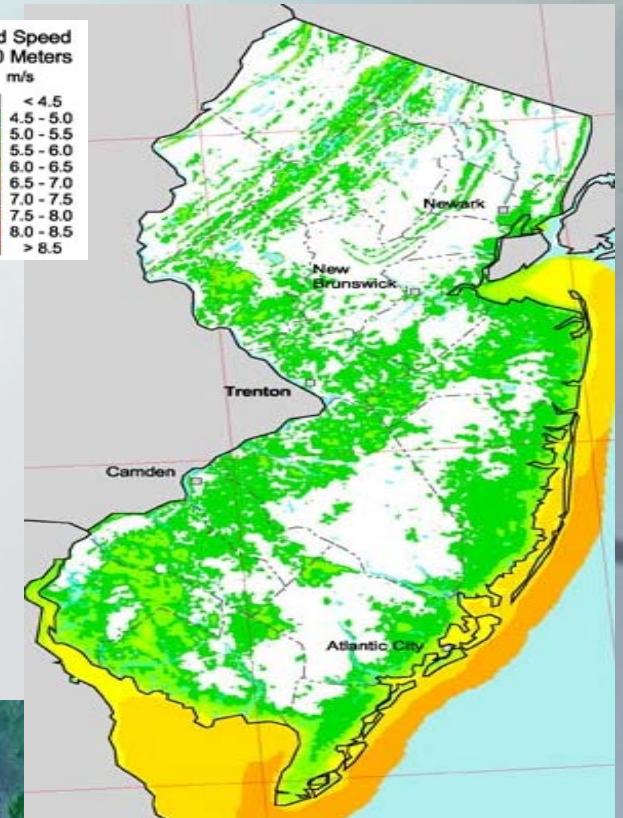 d Speed
0 Meters
m/s
< 4.5
4.5 - 5.0
5.0 - 5.5
5.5 - 6.0
6.0 - 6.5
6.5 - 7.0
7.0 - 7.5
7.5 - 8.0
8.0 - 8.5
> 8.5
Newark
New
Brunswick
Trenton
Camden
Atlantic City